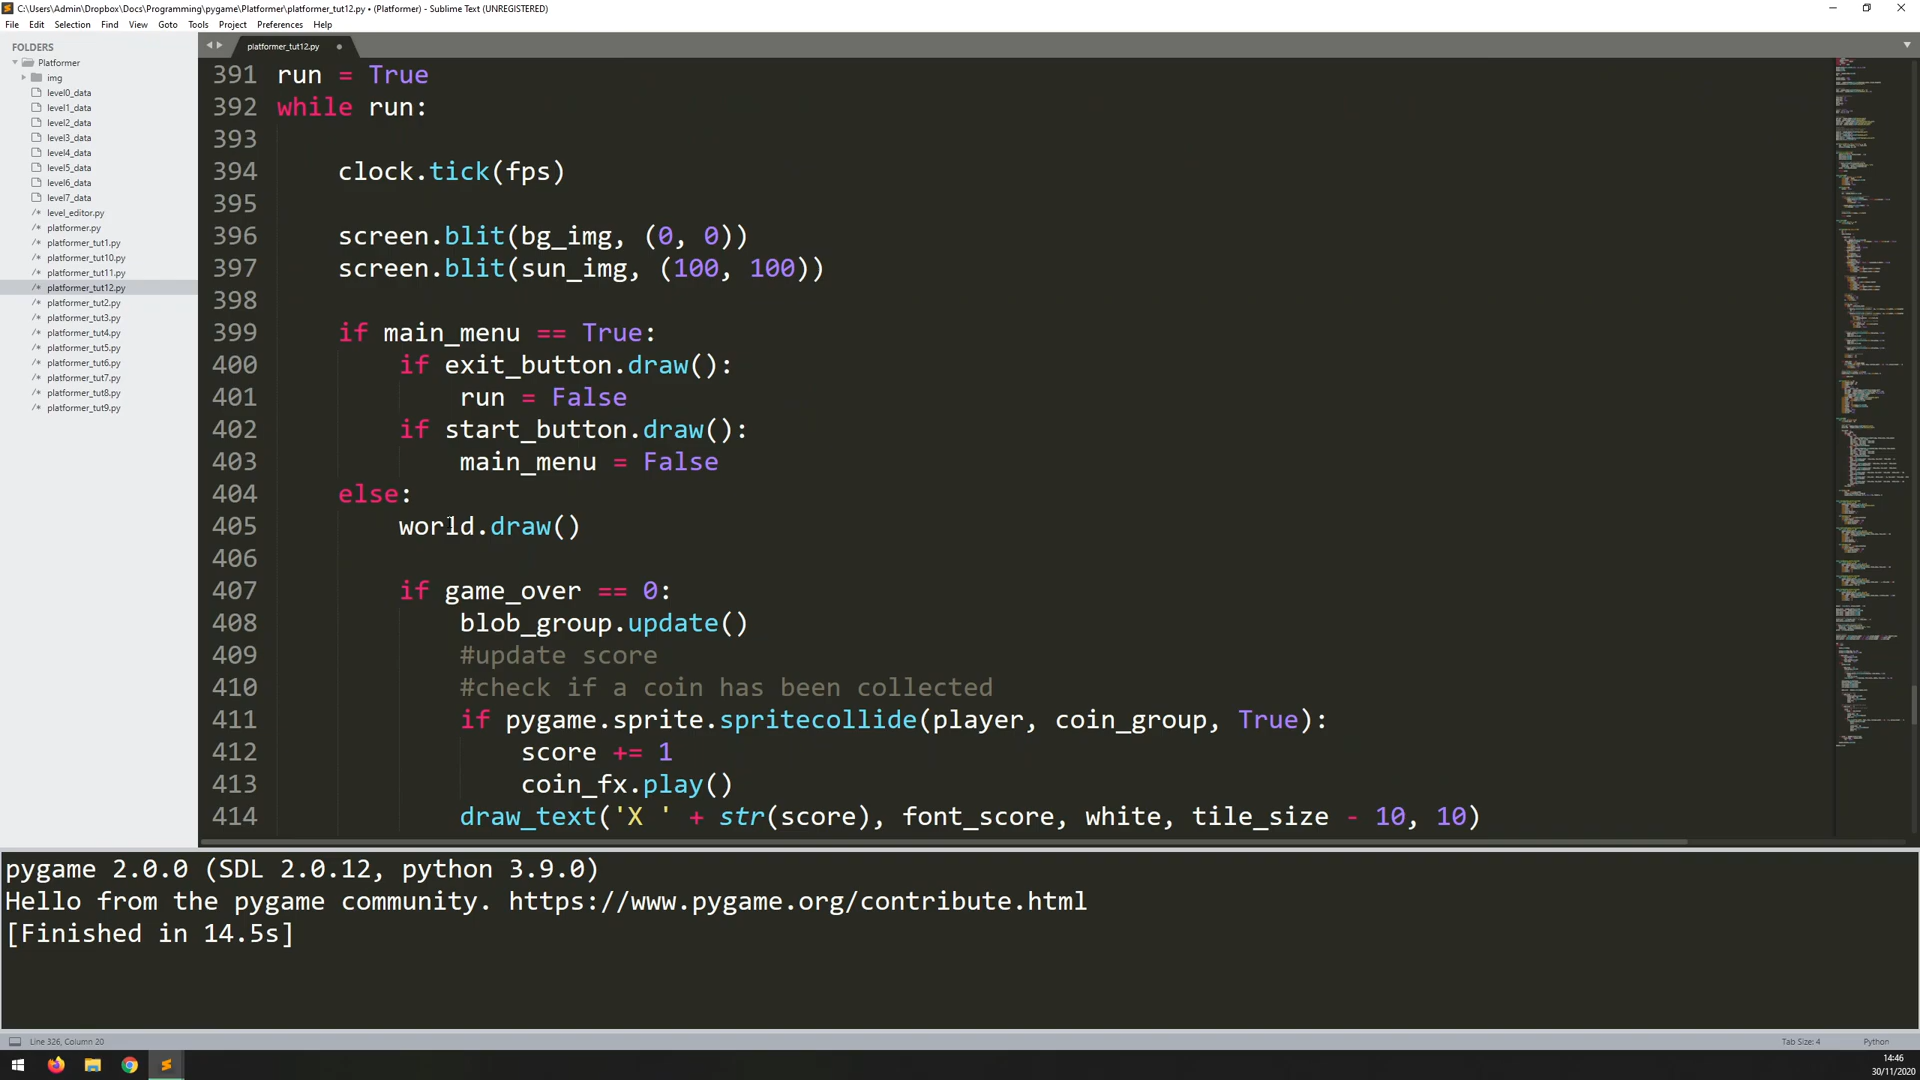 C:\Users\Admin\Dropbox\Docs\Programming\pygame\Platformer\platformer_tut12.py • (Platformer) - Sublime Text (UNREGISTERED)
File Edit Selection Find View Goto Tools Project Preferences Help
FOLDERS
Platformer
img
level0_data
level1_data
level2_data
level3_data
level4_data
level5_data
level6_data
level7_data
level_editor.py
platformer.py
platformer_tut1.py
platformer_tut10.py
platformer_tut11.py
platformer_tut12.py
platformer_tut2.py
platformer_tut3.py
platformer_tut4.py
platformer_tut5.py
platformer_tut6.py
platformer_tut7.py
platformer_tut8.py
platformer_tut9.py
platformer_tut12.py
391 run = True
392 while run:
393
394     clock.tick(fps)
395
396     screen.blit(bg_img, (0, 0))
397     screen.blit(sun_img, (100, 100))
398
399     if main_menu == True:
400         if exit_button.draw():
401             run = False
402         if start_button.draw():
403             main_menu = False
404     else:
405         world.draw()
406
407         if game_over == 0:
408             blob_group.update()
409             #update score
410             #check if a coin has been collected
411             if pygame.sprite.spritecollide(player, coin_group, True):
412                 score += 1
413                 coin_fx.play()
414             draw_text('X ' + str(score), font_score, white, tile_size - 10, 10)
pygame 2.0.0 (SDL 2.0.12, python 3.9.0)
Hello from the pygame community. https://www.pygame.org/contribute.html
[Finished in 14.5s]
Line 326, Column 20
Tab Size: 4
Python
14:46
30/11/2020